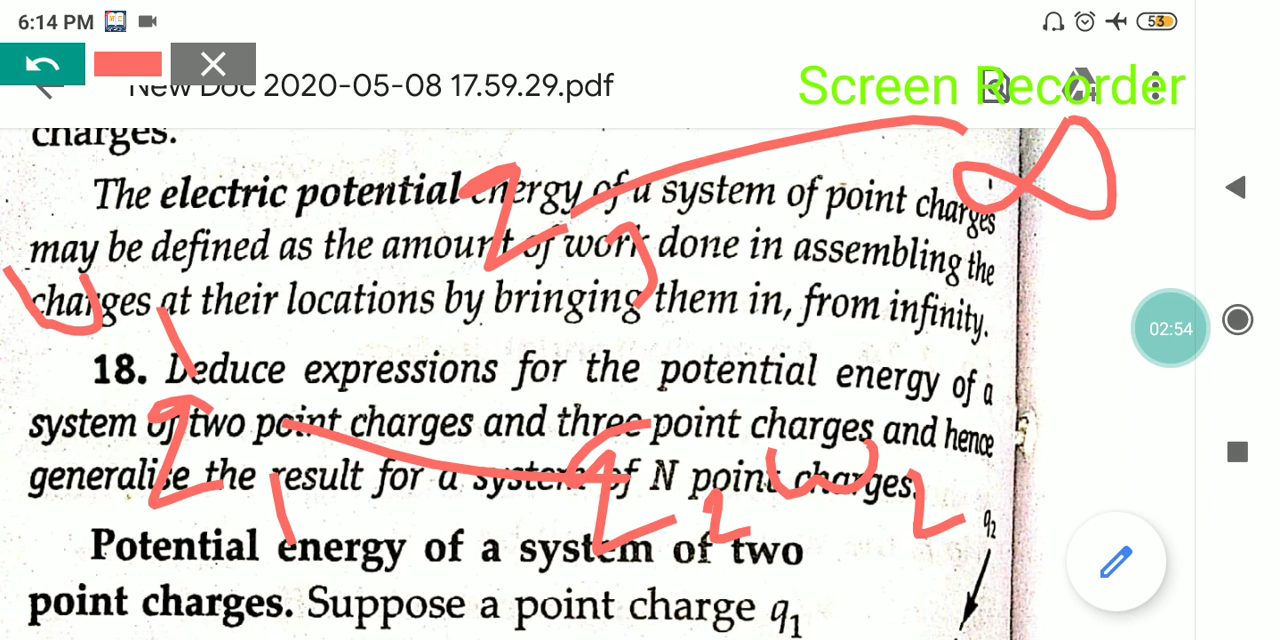 6:14 PM
53
New Doc 2020-05-08 17.59.29.pdf
Screen Recorder
charges.
The electric potential energy of a system of point charges
may be defined as the amount of work done in assembling the
charges at their locations by bringing them in, from infinity.
18. Deduce expressions for the potential energy of a
system of two point charges and three point charges and hence
generalise the result for a system of N point charges.
Potential energy of a system of two
point charges. Suppose a point charge q₁
q₂
02:54
∞